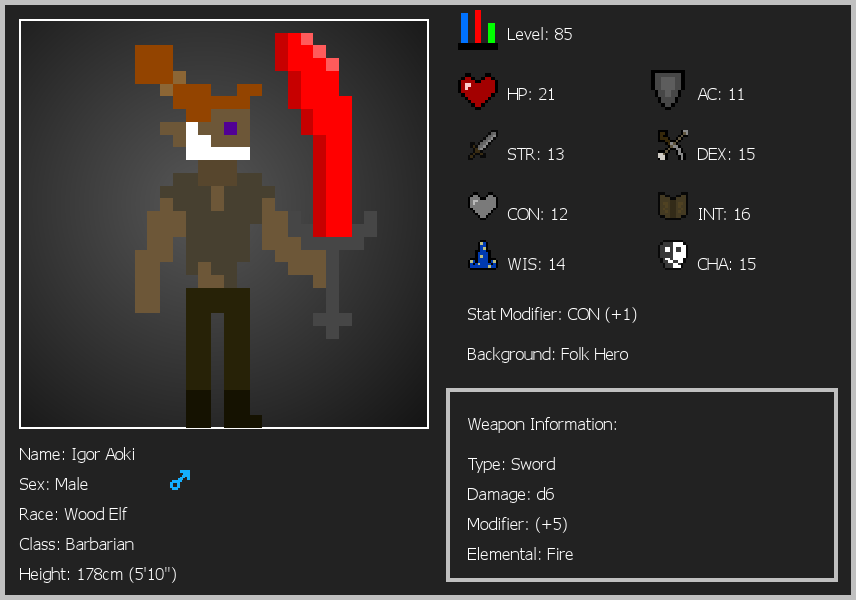 Level: 85
HP: 21
AC: 11
STR: 13
DEX: 15
CON: 12
INT: 16
WIS: 14
CHA: 15
Stat Modifier: CON (+1)
Background: Folk Hero
Weapon Information:
Type: Sword
Damage: d6
Modifier: (+5)
Elemental: Fire
Name: Igor Aoki
Sex: Male
Race: Wood Elf
Class: Barbarian
Height: 178cm (5'10")